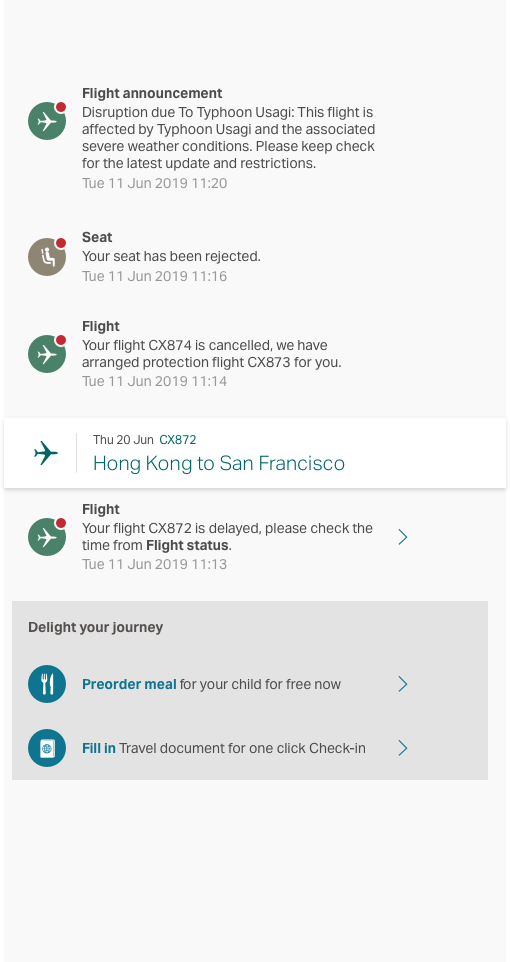 Flight announcement
Disruption due To Typhoon Usagi: This flight is
affected by Typhoon Usagi and the associated
severe weather conditions. Please keep check
for the latest update and restrictions.
Tue 11 Jun 2019 11:20
Seat
Your seat has been rejected.
Tue 11 Jun 2019 11:16
Flight
Your flight CX874 is cancelled, we have
arranged protection flight CX873 for you.
Tue 11 Jun 2019 11:14
Thu 20 Jun CX872
Hong Kong to San Francisco
Flight
Your flight CX872 is delayed, please check the
time from Flight status.
Tue 11 Jun 2019 11:13
Delight your journey
Preorder meal for your child for free now
Fill in Travel document for one click Check-in